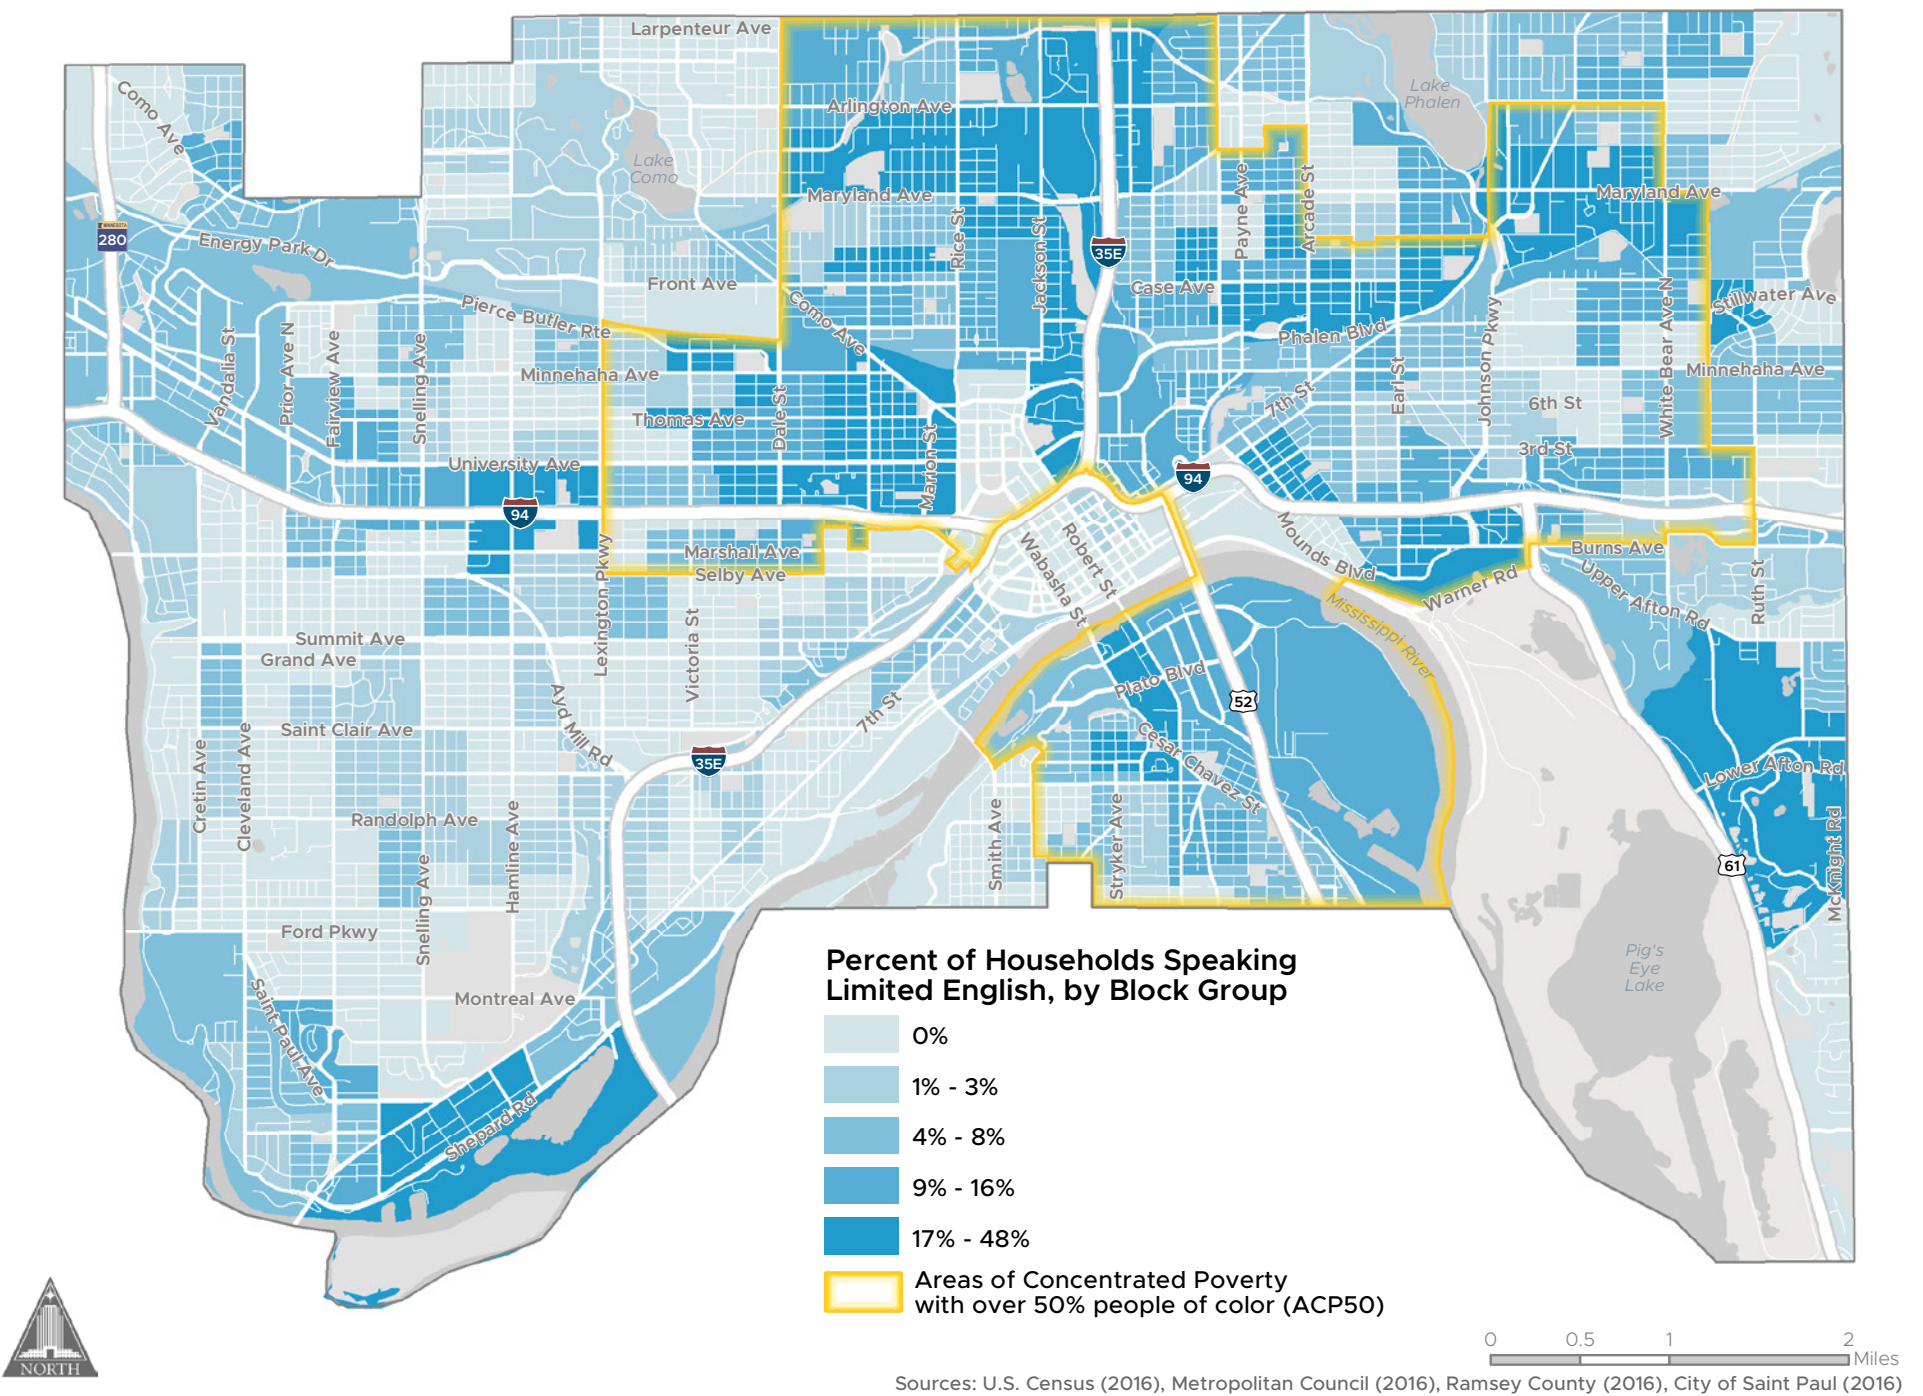 Larpenteur Ave
Como Ave
Arlington Ave
Lake
Phalen
Lake
Como
Maryland Ave
Maryland Ave
MINNESOTA
280
Energy Park Dr
Rice St
Jackson St
35E
Payne Ave
Arcade St
Front Ave
Case Ave
Stillwater Ave
Pierce Butler Rte
Como Ave
Phalen Blvd
Johnson Pkwy
White Bear Ave N
Vandalia St
Prior Ave N
Fairview Ave
Snelling Ave
Minnehaha Ave
Minnehaha Ave
Dale St
Earl St
7th St
6th St
Thomas Ave
Marion St
3rd St
University Ave
94
94
Mounds Blvd
Robert St
Wabasha St
Marshall Ave
Selby Ave
Burns Ave
Warner Rd
Upper Afton Rd
Ruth St
Lexington Pkwy
Victoria St
Mississippi River
Summit Ave
Grand Ave
Plato Blvd
52
Ayd Mill Rd
7th St
Saint Clair Ave
Cesar Chavez St
Cretin Ave
Cleveland Ave
35E
Lower Afton Rd
Randolph Ave
Hamline Ave
Snelling Ave
Smith Ave
Stryker Ave
61
McKnight Rd
Ford Pkwy
Pig's
Eye
Lake
Saint Paul Ave
Montreal Ave
Shepard Rd
Percent of Households Speaking
Limited English, by Block Group
0%
1% - 3%
4% - 8%
9% - 16%
17% - 48%
Areas of Concentrated Poverty
with over 50% people of color (ACP50)
NORTH
0 0.5 1 2
Miles
Sources: U.S. Census (2016), Metropolitan Council (2016), Ramsey County (2016), City of Saint Paul (2016)